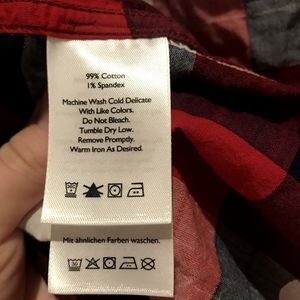 99% Cotton
1% Spandex
Machine Wash Cold Delicate
With Like Colors.
Do Not Bleach.
Tumble Dry Low.
Remove Promptly.
Warm Iron As Desired.
Mit ähnlichen Farben waschen.
30